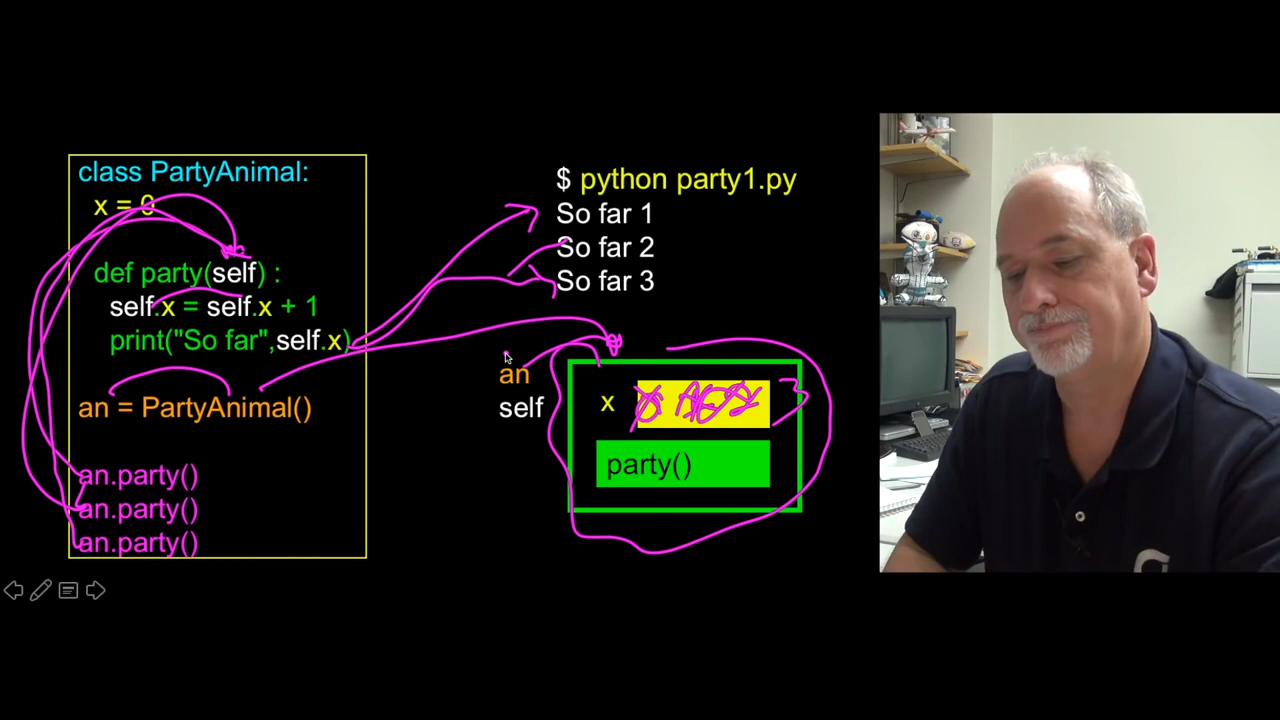 class PartyAnimal:
x = 0
def party(self) :
self.x = self.x + 1
print("So far",self.x)
an = PartyAnimal()
an.party()
an.party()
an.party()
$ python party1.py
So far 1
So far 2
So far 3
an
self
x 3
party()